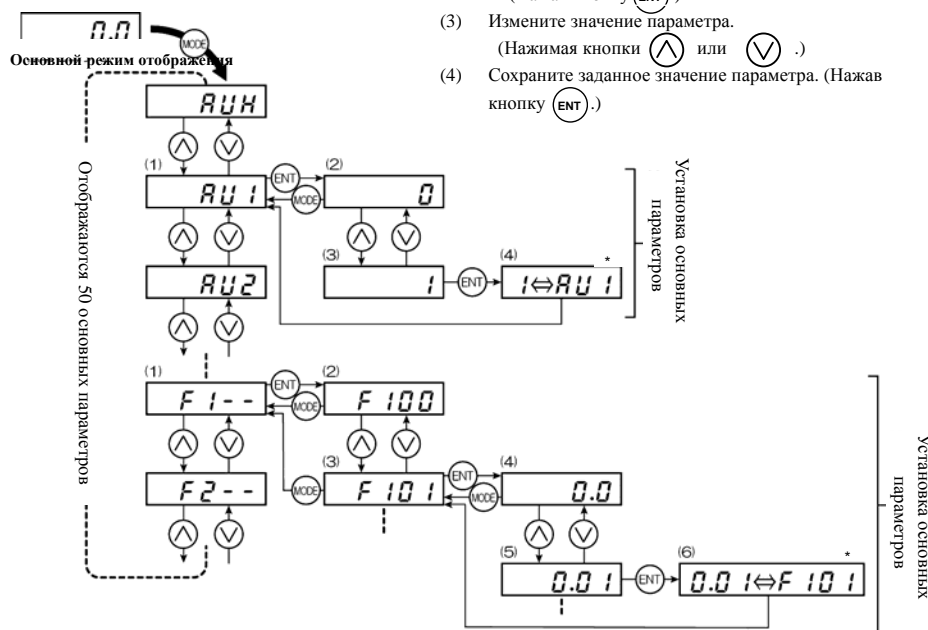 (3) Измените значение параметра.
(Нажимая кнопки или .)
(4) Сохраните заданное значение параметра. (Нажав
кнопку ENT.)
0.0
MODE
Основной режим отображения
AUH
(1) (2)
AU1 ENT 0
MODE
(3) (4) *
AU2 1 ENT 1⇔AU1
Установка основных
параметров
Отображаются 50 основных параметров
(1) (2)
F1-- ENT F100
MODE
(3) (4)
F2-- MODE F101 ENT 0.0
MODE
(5) (6) *
0.01 ENT 0.01⇔F101
Установка основных
параметров